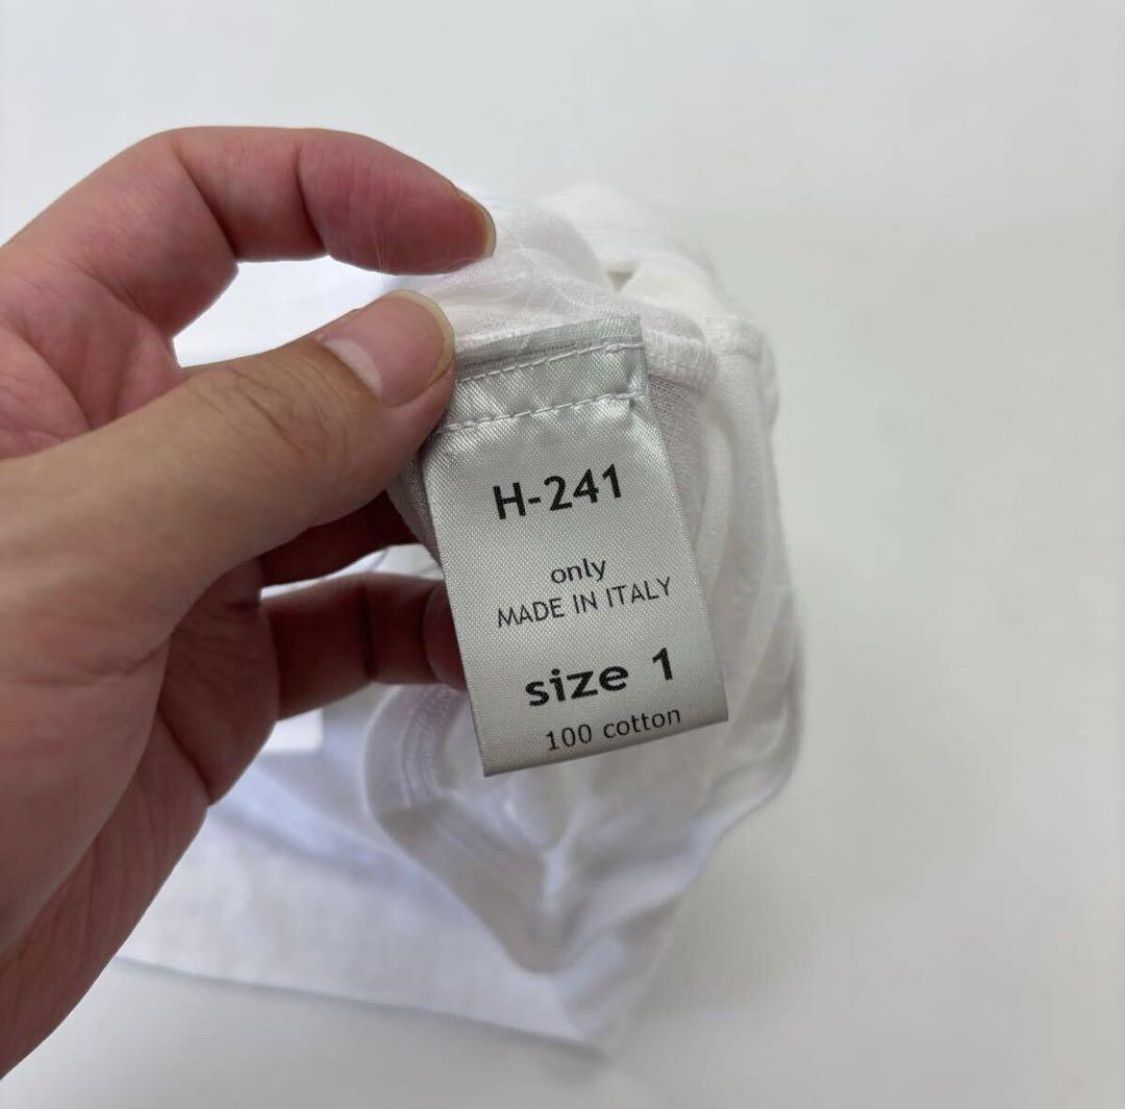 H-241
only
MADE IN ITALY
size 1
100 cotton